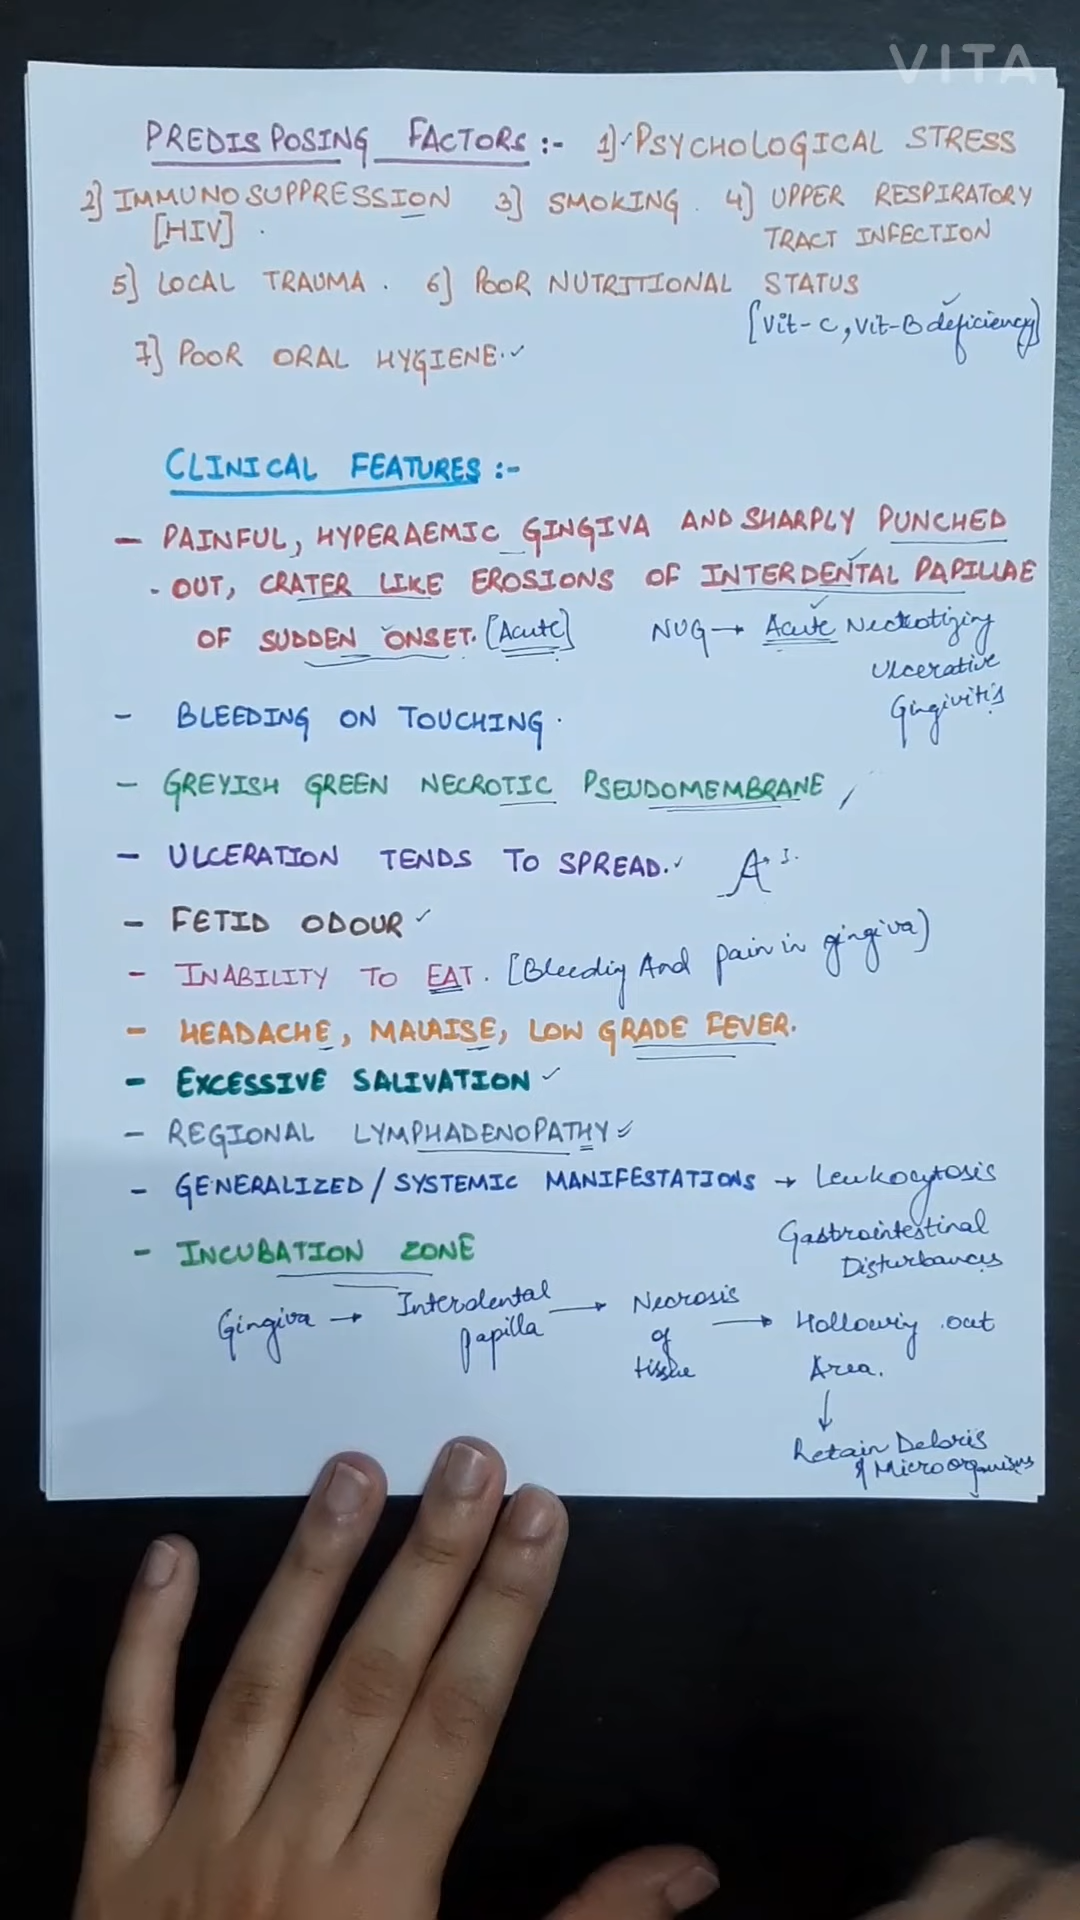 VITA
PREDISPOSING FACTORS :- 1] PSYCHOLOGICAL STRESS
2] IMMUNOSUPPRESSION 3] SMOKING. 4] UPPER RESPIRATORY
[HIV]. TRACT INFECTION
5] LOCAL TRAUMA. 6] POOR NUTRITIONAL STATUS
[Vit-C, Vit-B deficiency]
7] POOR ORAL HYGIENE.
CLINICAL FEATURES :-
- PAINFUL, HYPERAEMIC GINGIVA AND SHARPLY PUNCHED
- OUT, CRATER LIKE EROSIONS OF INTERDENTAL PAPILLAE
OF SUDDEN ONSET. [Acute] NUG → Acute Necrotizing
Ulcerative
Gingivitis
- BLEEDING ON TOUCHING.
- GREYISH GREEN NECROTIC PSEUDOMEMBRANE
- ULCERATION TENDS TO SPREAD.
- FETID ODOUR
- INABILITY TO EAT. [Bleediy And pain in gingiva]
- HEADACHE, MALAISE, LOW GRADE FEVER.
- EXCESSIVE SALIVATION
- REGIONAL LYMPHADENOPATHY
- GENERALIZED/SYSTEMIC MANIFESTATIONS → Leukocytosis
Gastrointestinal
Disturbances
- INCUBATION ZONE
Gingiva → Interdental papilla → Necrosis of tissue → Hollowiy out Area.
↓
Retain Debris
& Microorganisms